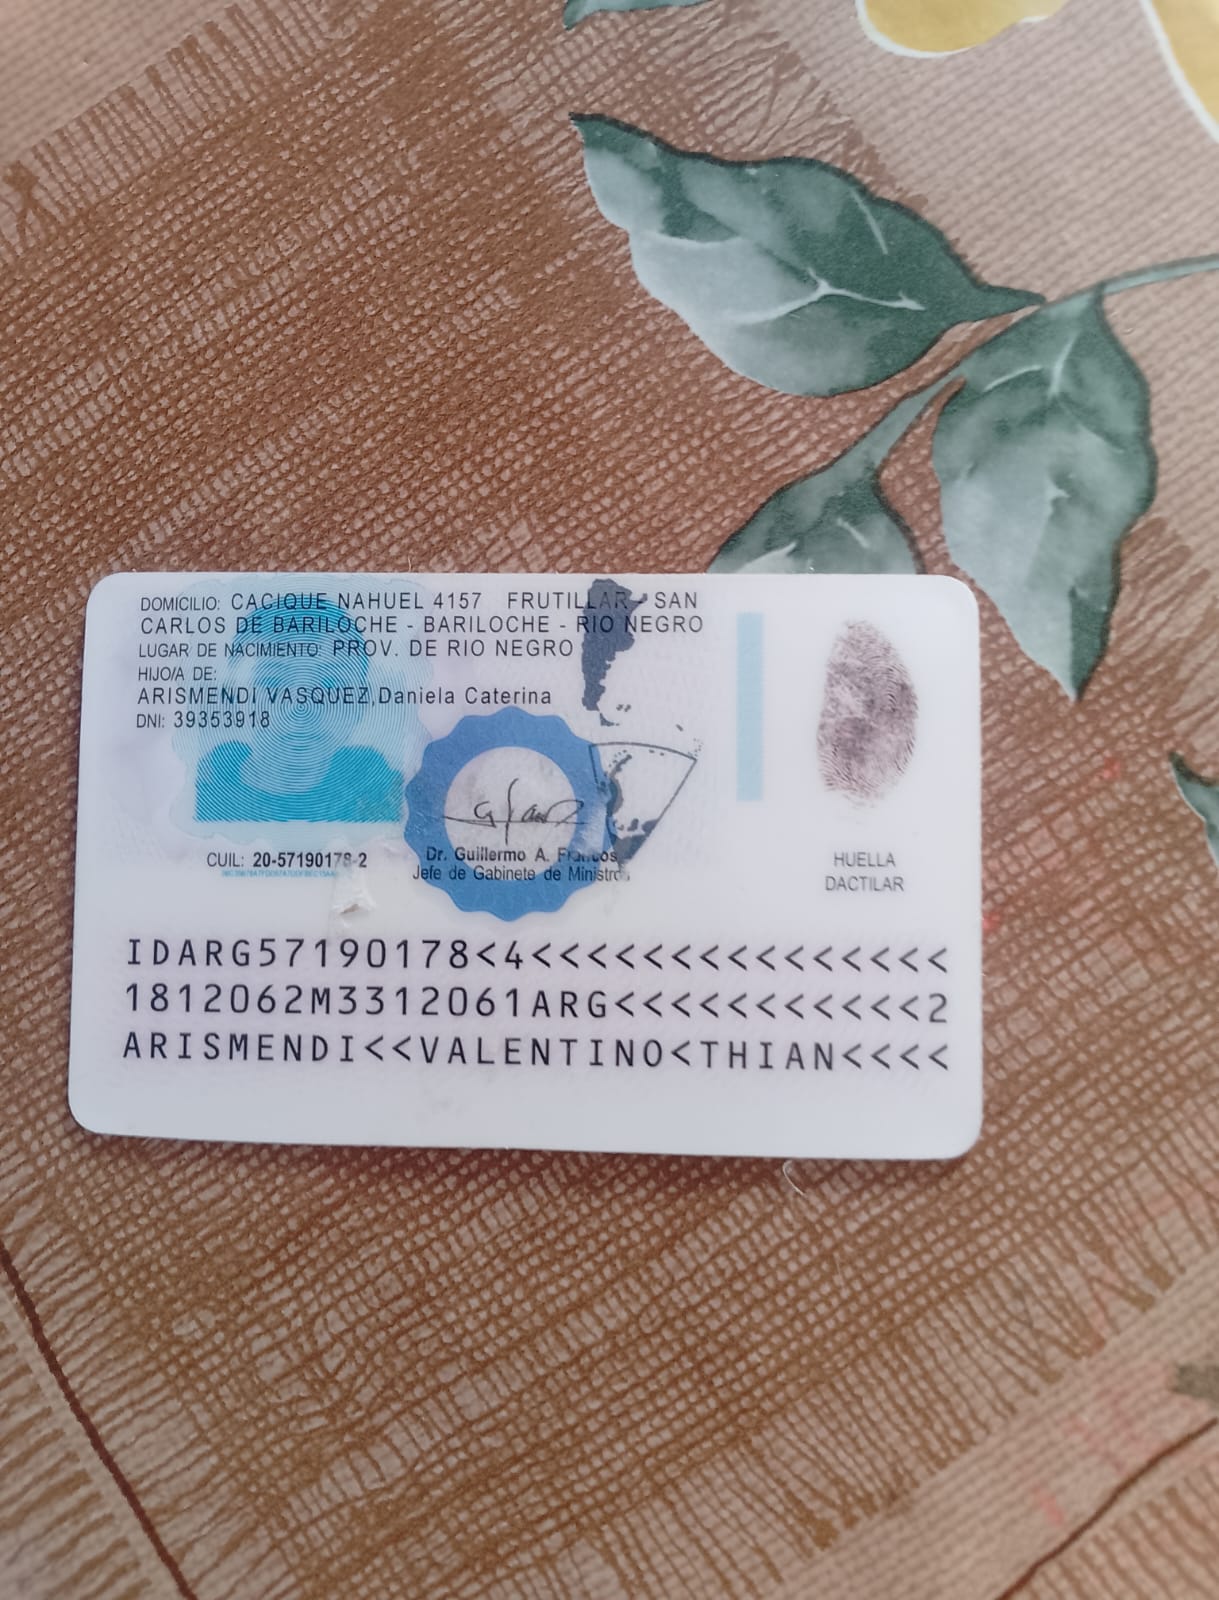 DOMICILIO: CACIQUE NAHUEL 4157 FRUTILLAR - SAN
CARLOS DE BARILOCHE - BARILOCHE - RIO NEGRO
LUGAR DE NACIMIENTO: PROV. DE RIO NEGRO
HIJO/A DE:
ARISMENDI VASQUEZ,Daniela Caterina
DNI: 39353918
CUIL: 20-57190178-2
Dr. Guillermo A. Francos
Jefe de Gabinete de Ministros
HUELLA
DACTILAR
IDARG57190178<4<<<<<<<<<<<<<<<
1812062M3312061ARG<<<<<<<<<<<2
ARISMENDI<<VALENTINO<THIAN<<<<